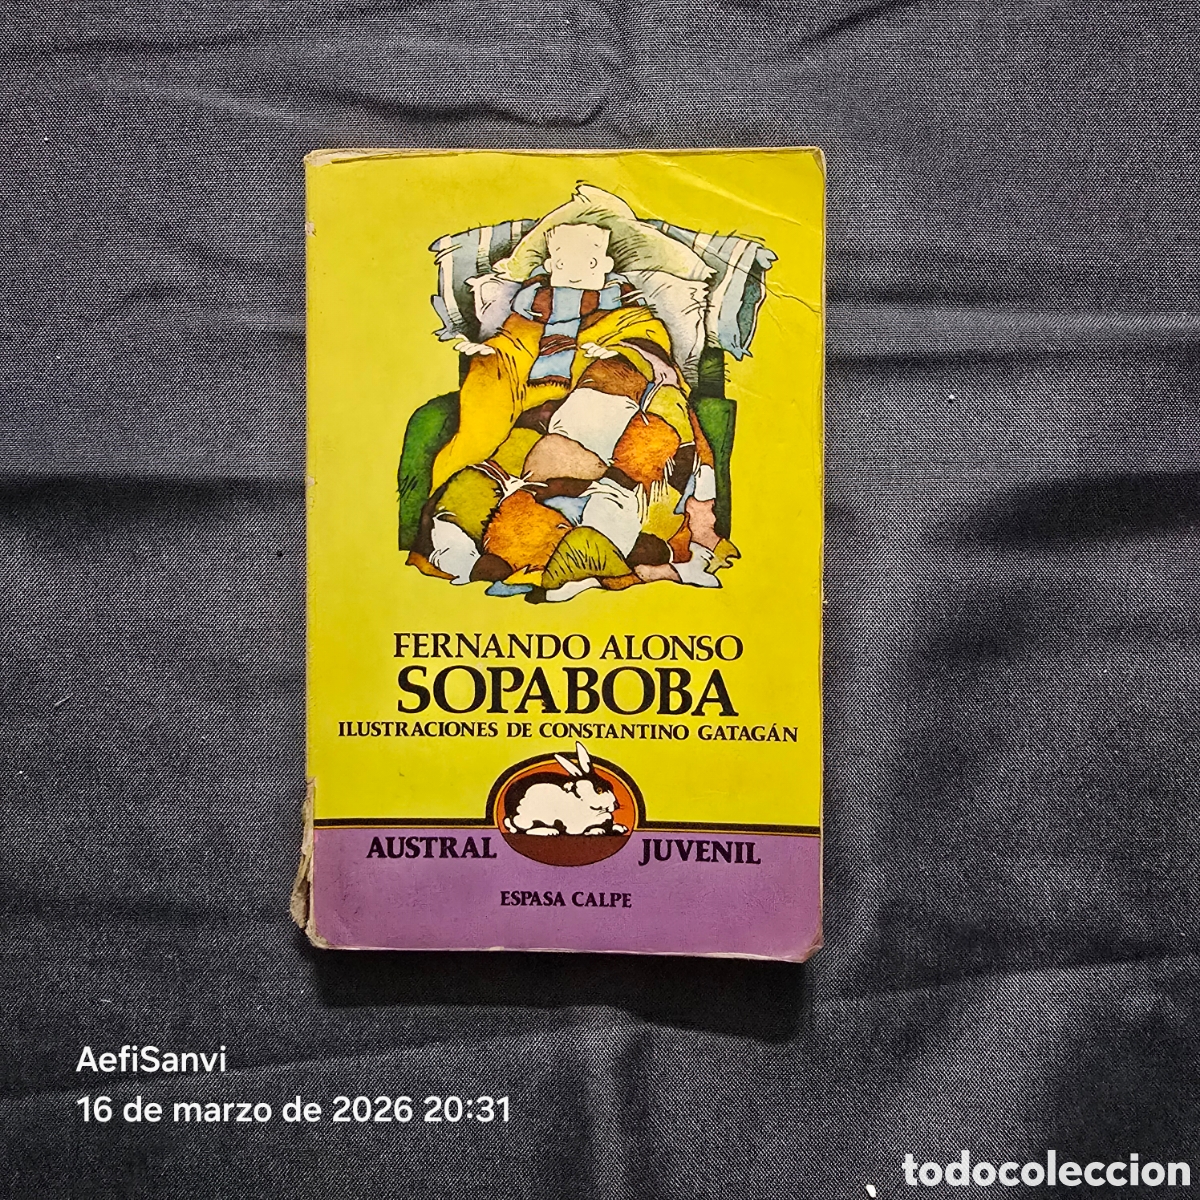 FERNANDO ALONSO
SOPABOBA
ILUSTRACIONES DE CONSTANTINO GATAGÁN
AUSTRAL JUVENIL
ESPASA CALPE
AefiSanvi
16 de marzo de 2026 20:31
todocoleccion